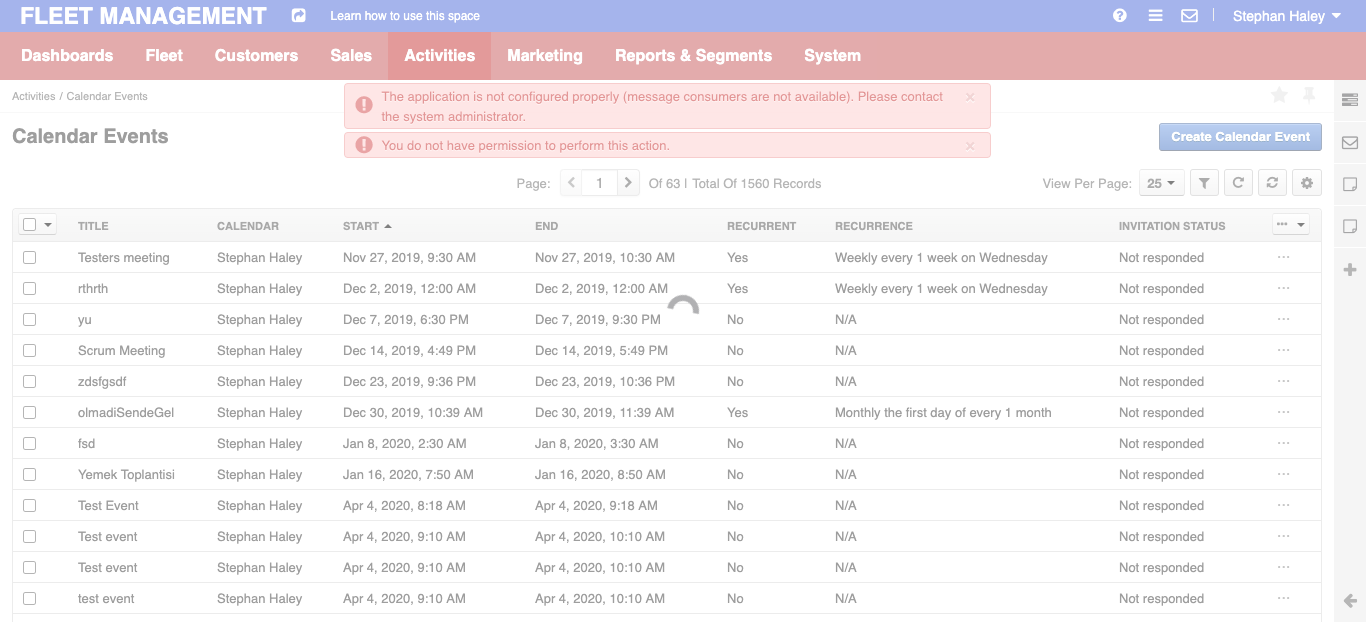 FLEET MANAGEMENT Learn how to use this space Stephan Haley
Dashboards Fleet Customers Sales Activities Marketing Reports & Segments System
Activities / Calendar Events
The application is not configured properly (message consumers are not available). Please contact
the system administrator.
You do not have permission to perform this action.
Calendar Events
Create Calendar Event
Page: 1 Of 63 | Total Of 1560 Records View Per Page: 25
TITLE CALENDAR START END RECURRENT RECURRENCE INVITATION STATUS
Testers meeting Stephan Haley Nov 27, 2019, 9:30 AM Nov 27, 2019, 10:30 AM Yes Weekly every 1 week on Wednesday Not responded
rthrth Stephan Haley Dec 2, 2019, 12:00 AM Dec 2, 2019, 12:00 AM Yes Weekly every 1 week on Wednesday Not responded
yu Stephan Haley Dec 7, 2019, 6:30 PM Dec 7, 2019, 9:30 PM No N/A Not responded
Scrum Meeting Stephan Haley Dec 14, 2019, 4:49 PM Dec 14, 2019, 5:49 PM No N/A Not responded
zdsfgsdf Stephan Haley Dec 23, 2019, 9:36 PM Dec 23, 2019, 10:36 PM No N/A Not responded
olmadiSendeGel Stephan Haley Dec 30, 2019, 10:39 AM Dec 30, 2019, 11:39 AM Yes Monthly the first day of every 1 month Not responded
fsd Stephan Haley Jan 8, 2020, 2:30 AM Jan 8, 2020, 3:30 AM No N/A Not responded
Yemek Toplantisi Stephan Haley Jan 16, 2020, 7:50 AM Jan 16, 2020, 8:50 AM No N/A Not responded
Test Event Stephan Haley Apr 4, 2020, 8:18 AM Apr 4, 2020, 9:18 AM No N/A Not responded
Test event Stephan Haley Apr 4, 2020, 9:10 AM Apr 4, 2020, 10:10 AM No N/A Not responded
Test event Stephan Haley Apr 4, 2020, 9:10 AM Apr 4, 2020, 10:10 AM No N/A Not responded
test event Stephan Haley Apr 4, 2020, 9:10 AM Apr 4, 2020, 10:10 AM No N/A Not responded